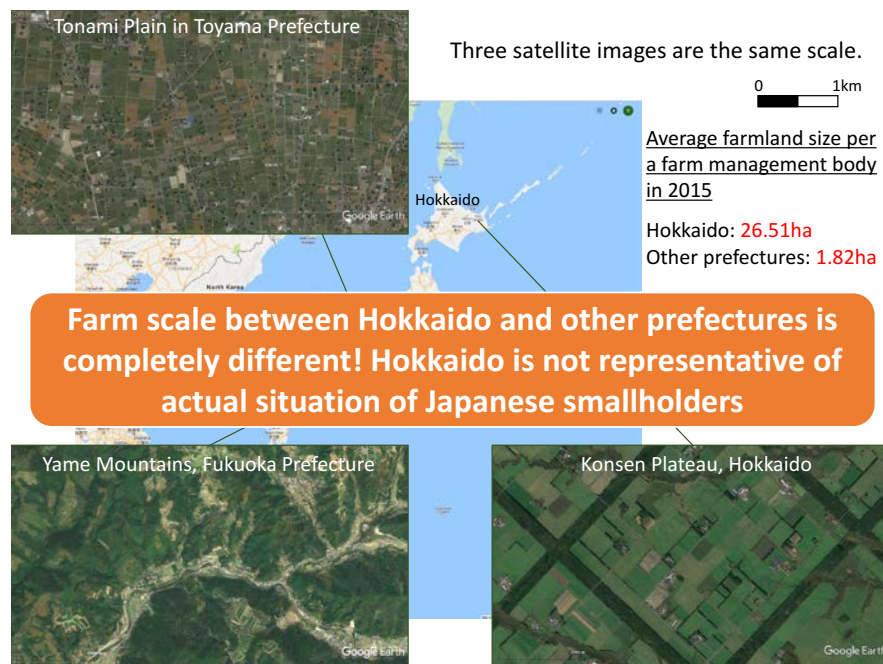 Tonami Plain in Toyama Prefecture
Three satellite images are the same scale.
0 1km
Average farmland size per
a farm management body
in 2015
Hokkaido
Google Earth
Hokkaido: 26.51ha
Other prefectures: 1.82ha
North Korea
Farm scale between Hokkaido and other prefectures is
completely different! Hokkaido is not representative of
actual situation of Japanese smallholders
Yame Mountains, Fukuoka Prefecture
Konsen Plateau, Hokkaido
Google Earth
Google Earth